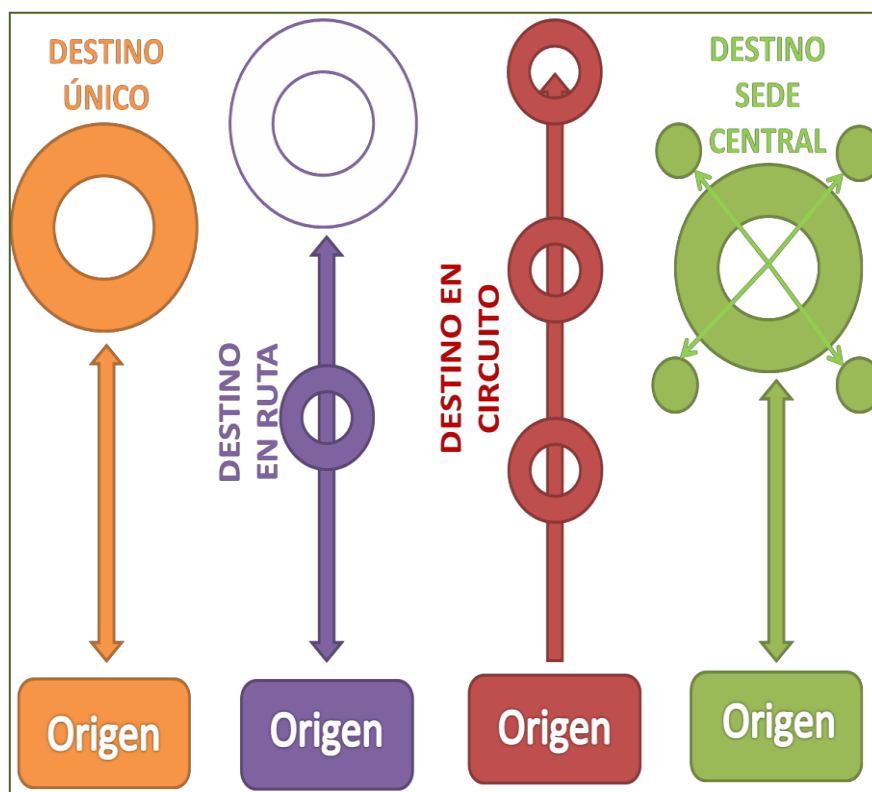 DESTINO
ÚNICO
DESTINO
EN RUTA
DESTINO EN
CIRCUITO
DESTINO
SEDE
CENTRAL
Origen
Origen
Origen
Origen